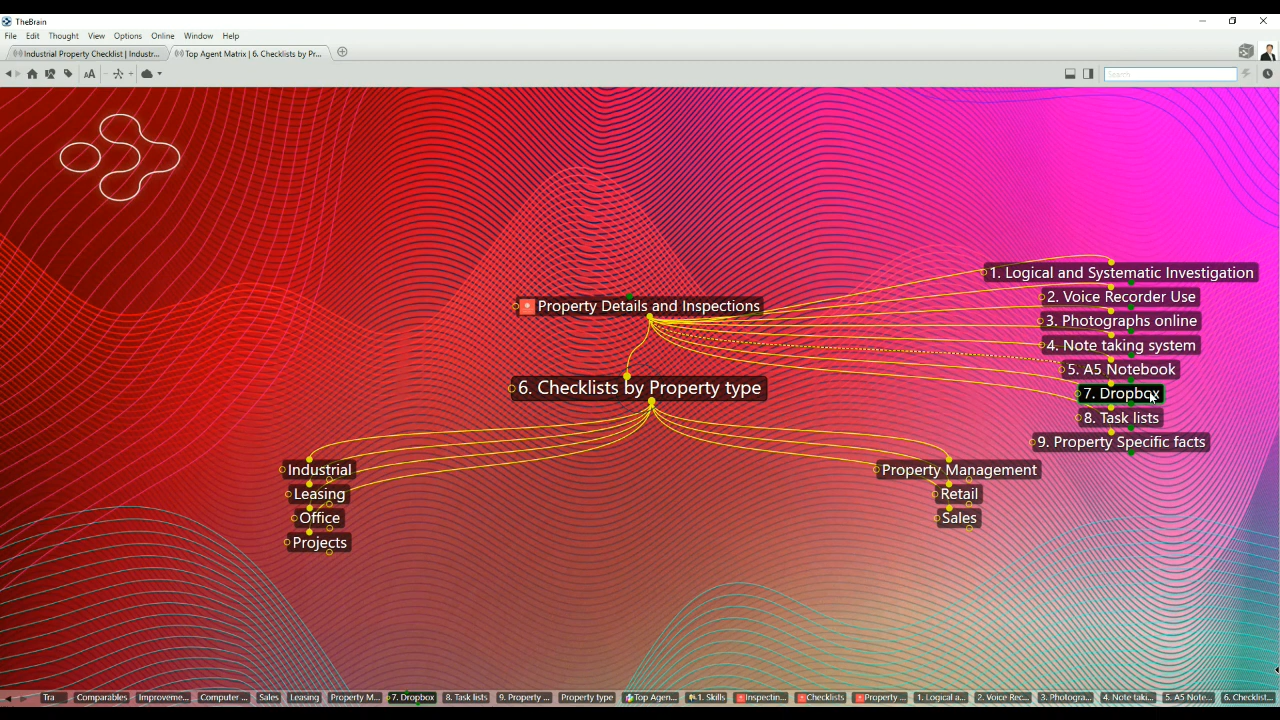 TheBrain
File Edit Thought View Options Online Window Help
Industrial Property Checklist | Industr... Top Agent Matrix | 6. Checklists by Pr...
AA Search
1. Logical and Systematic Investigation
2. Voice Recorder Use
Property Details and Inspections
3. Photographs online
4. Note taking system
5. A5 Notebook
6. Checklists by Property type
7. Dropbox
8. Task lists
9. Property Specific facts
Industrial
Leasing
Office
Projects
Property Management
Retail
Sales
Tra Comparables Improveme... Computer ... Sales Leasing Property M... 7. Dropbox 8. Task lists 9. Property ... Property type Top Agen... 1. Skills Inspectin... Checklists Property ... 1. Logical a... 2. Voice Rec... 3. Photogra... 4. Note taki... 5. A5 Note... 6. Checklist...